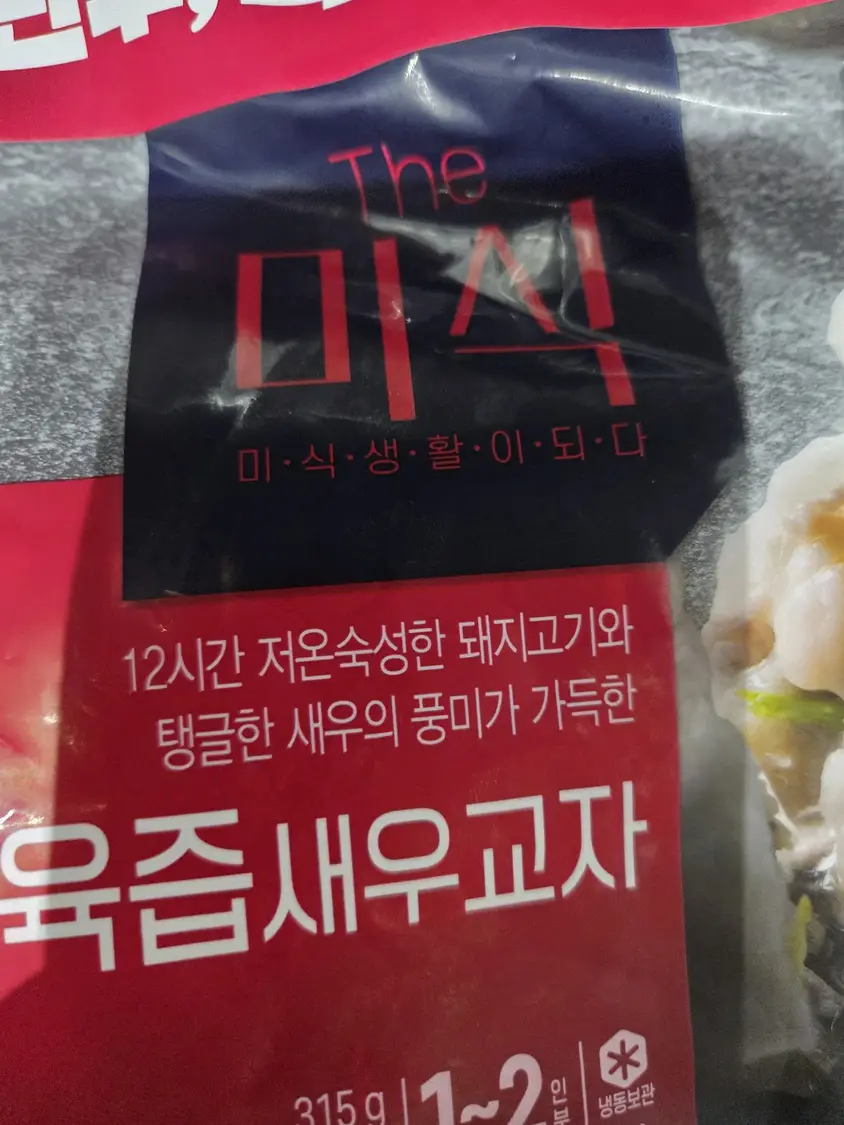 The
미식
미·식·생·활·이·되·다
12시간 저온숙성한 돼지고기와
탱글한 새우의 풍미가 가득한
육즙새우교자
315g 1~2인분
냉동보관